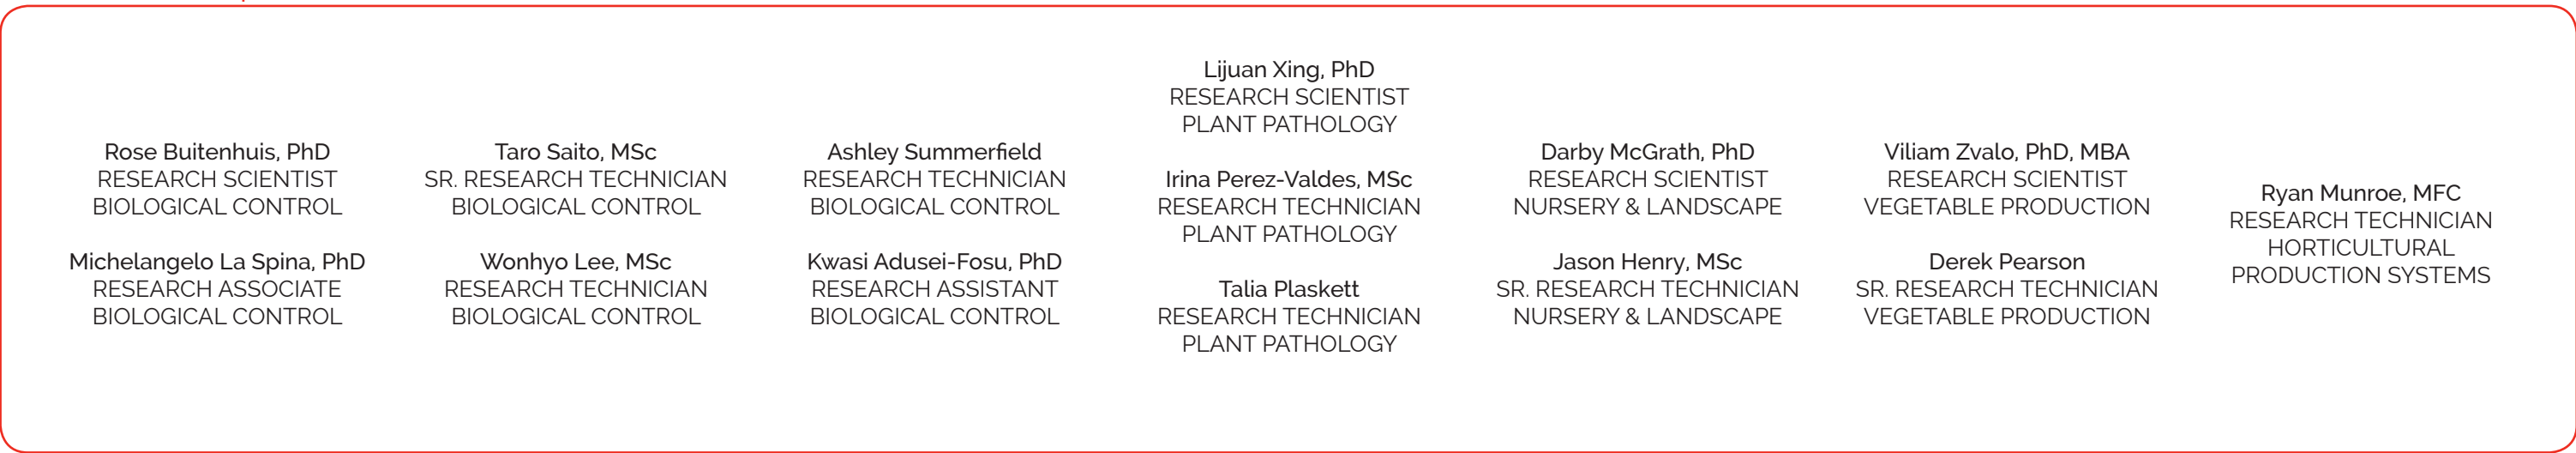 Rose Buitenhuis, PhD
RESEARCH SCIENTIST
BIOLOGICAL CONTROL
Michelangelo La Spina, PhD
RESEARCH ASSOCIATE
BIOLOGICAL CONTROL
Taro Saito, MSc
SR. RESEARCH TECHNICIAN
BIOLOGICAL CONTROL
Wonhyo Lee, MSc
RESEARCH TECHNICIAN
BIOLOGICAL CONTROL
Ashley Summerfield
RESEARCH TECHNICIAN
BIOLOGICAL CONTROL
Kwasi Adusei-Fosu, PhD
RESEARCH ASSISTANT
BIOLOGICAL CONTROL
Lijuan Xing, PhD
RESEARCH SCIENTIST
PLANT PATHOLOGY
Irina Perez-Valdes, MSc
RESEARCH TECHNICIAN
PLANT PATHOLOGY
Talia Plaskett
RESEARCH TECHNICIAN
PLANT PATHOLOGY
Darby McGrath, PhD
RESEARCH SCIENTIST
NURSERY & LANDSCAPE
Jason Henry, MSc
SR. RESEARCH TECHNICIAN
NURSERY & LANDSCAPE
Viliam Zvalo, PhD, MBA
RESEARCH SCIENTIST
VEGETABLE PRODUCTION
Derek Pearson
SR. RESEARCH TECHNICIAN
VEGETABLE PRODUCTION
Ryan Munroe, MFC
RESEARCH TECHNICIAN
HORTICULTURAL
PRODUCTION SYSTEMS